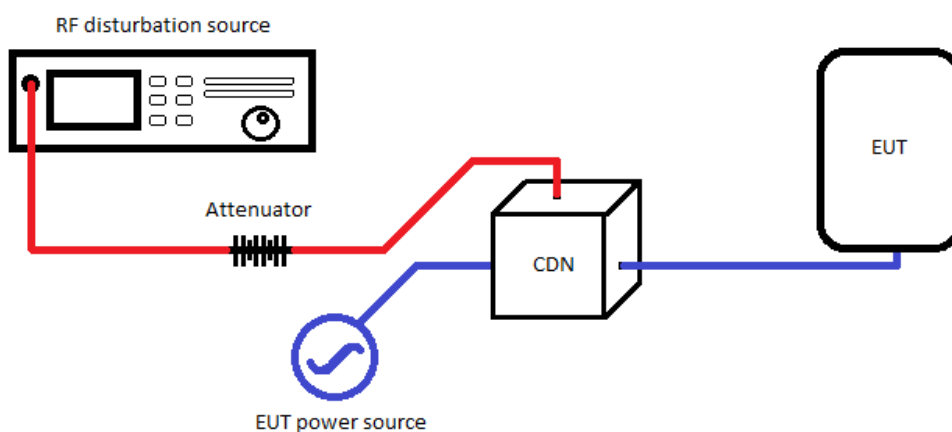 RF disturbation source
EUT
Attenuator
CDN
EUT power source